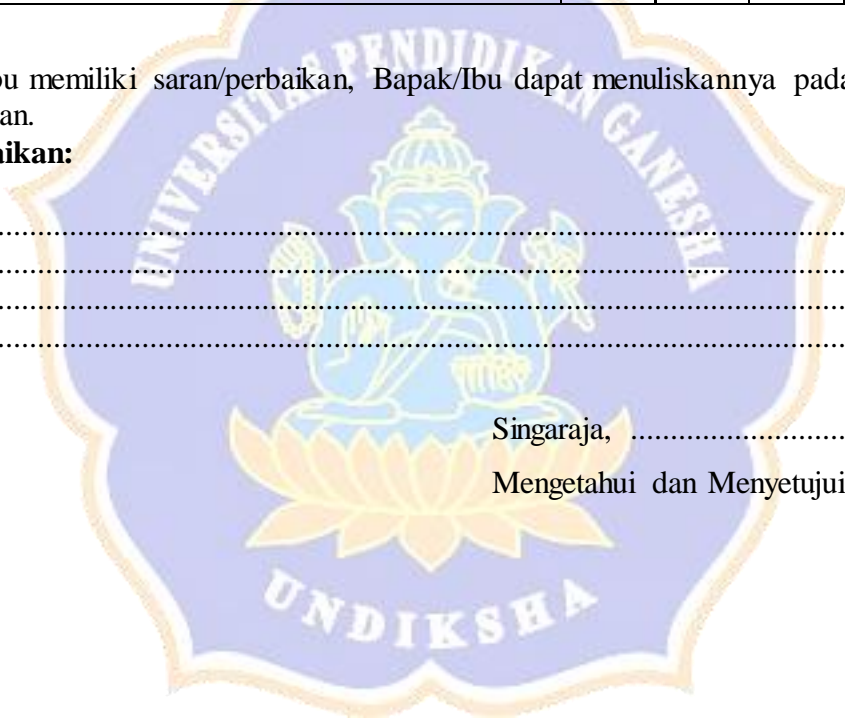 bu memiliki saran/perbaikan, Bapak/Ibu dapat menuliskannya pada
an.
aikan:
................................................................................
................................................................................
................................................................................
................................................................................
Singaraja, ...........................
Mengetahui dan Menyetujui
UNIVERSITAS PENDIDIKAN GANESHA
UNDIKSHA